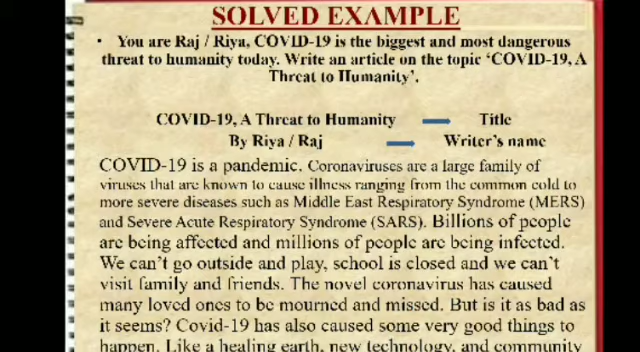 SOLVED EXAMPLE
• You are Raj / Riya, COVID-19 is the biggest and most dangerous
threat to humanity today. Write an article on the topic ‘COVID-19, A
Threat to Humanity’.
COVID-19, A Threat to Humanity Title
By Riya / Raj Writer's name
COVID-19 is a pandemic. Coronaviruses are a large family of
viruses that are known to cause illness ranging from the common cold to
more severe diseases such as Middle East Respiratory Syndrome (MERS)
and Severe Acute Respiratory Syndrome (SARS). Billions of people
are being affected and millions of people are being infected.
We can't go outside and play, school is closed and we can't
visit family and friends. The novel coronavirus has caused
many loved ones to be mourned and missed. But is it as bad as
it seems? Covid-19 has also caused some very good things to
happen. Like a healing earth, new technology, and community